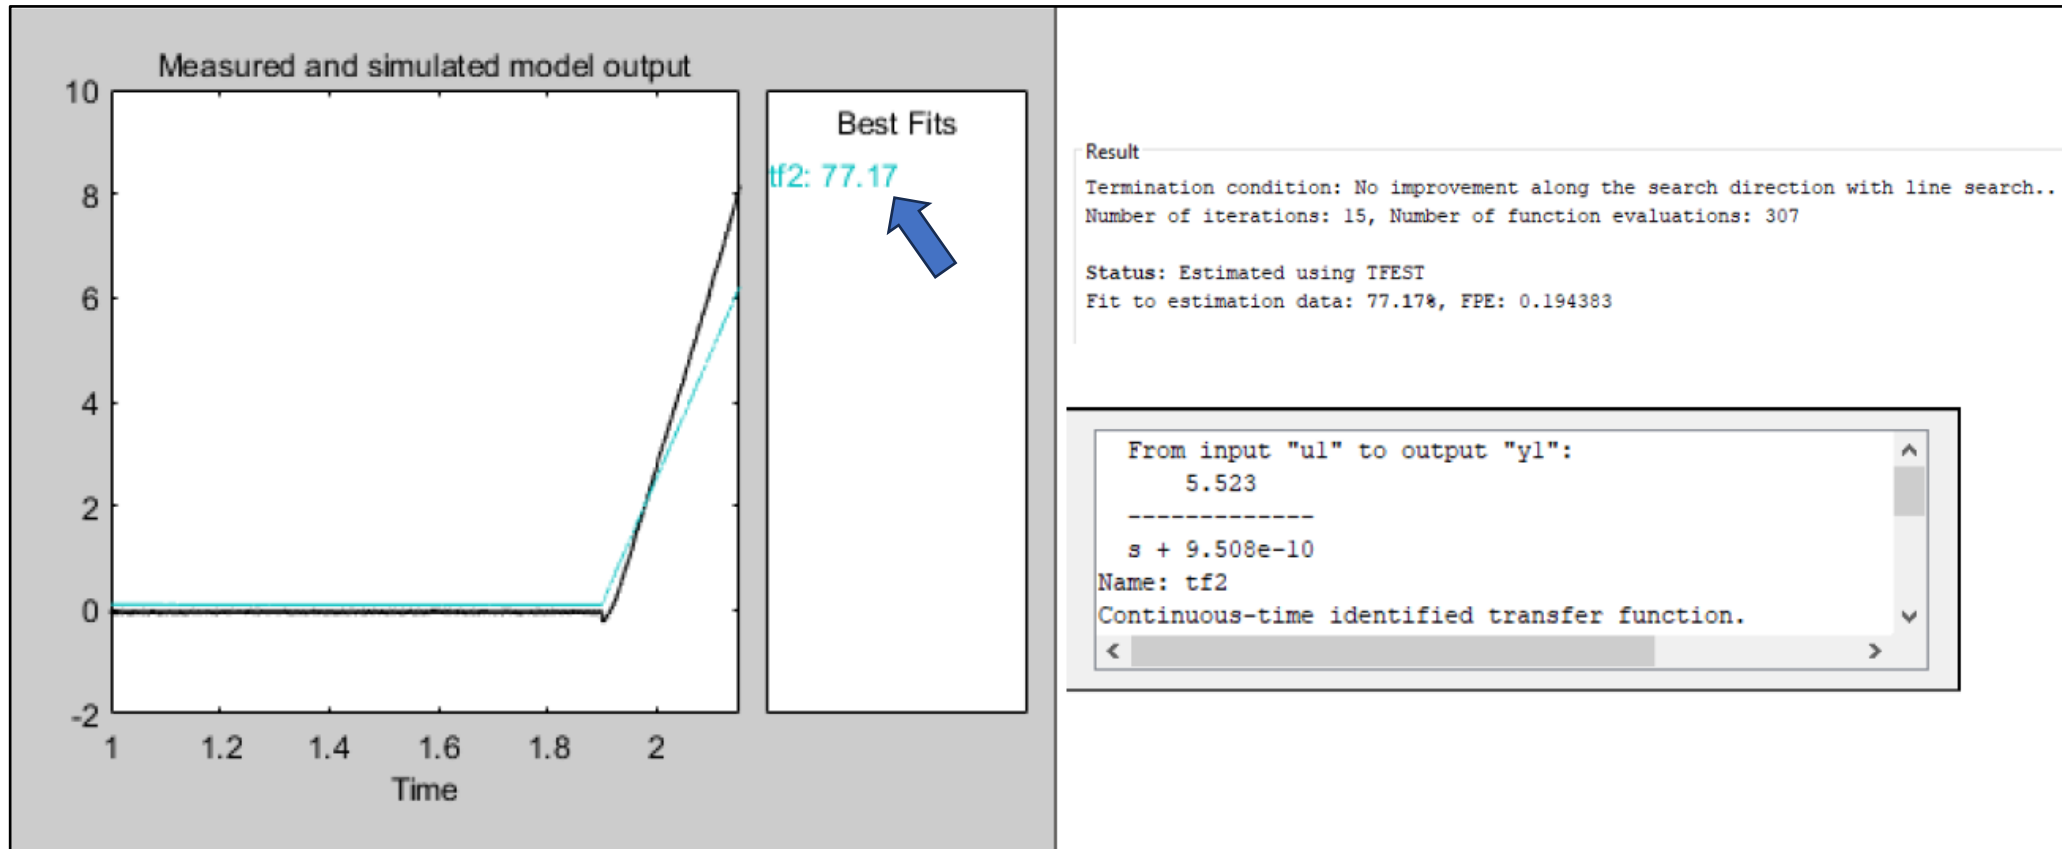 Measured and simulated model output
10
8
6
4
2
0
-2
1 1.2 1.4 1.6 1.8 2
Time
Best Fits
tf2: 77.17
Result
Termination condition: No improvement along the search direction with line search..
Number of iterations: 15, Number of function evaluations: 307
Status: Estimated using TFEST
Fit to estimation data: 77.17%, FPE: 0.194383
From input "u1" to output "y1":
5.523
-------------
s + 9.508e-10
Name: tf2
Continuous-time identified transfer function.